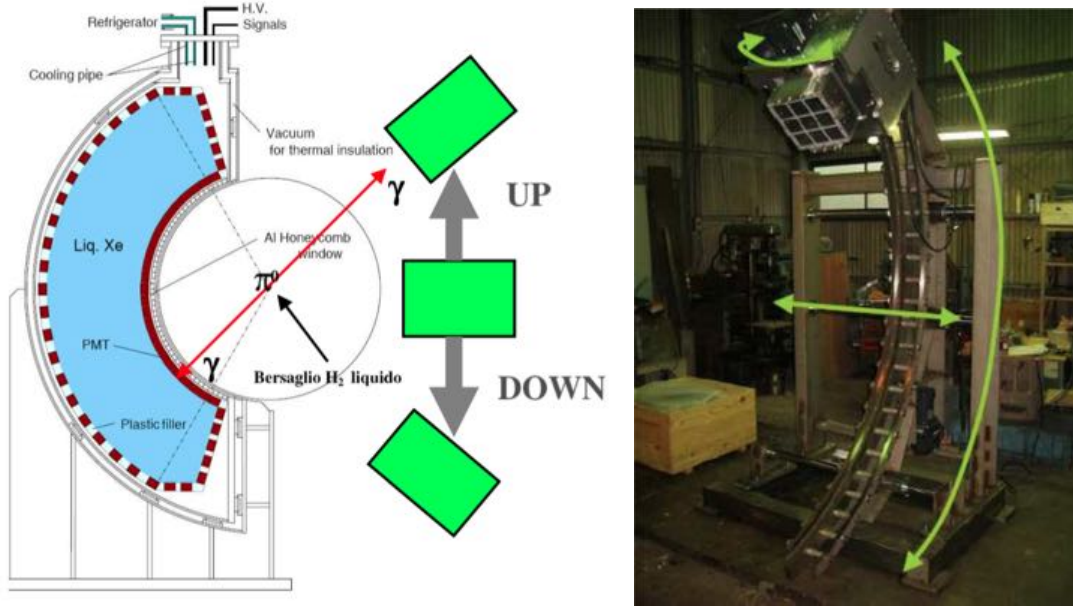 H.V.
Refrigerator
Signals
Cooling pipe
Vacuum
for thermal insulation
γ
UP
Liq. Xe
Al Honeycomb
window
π⁰
PMT
γ
Bersaglio H₂ liquido
DOWN
Plastic filler